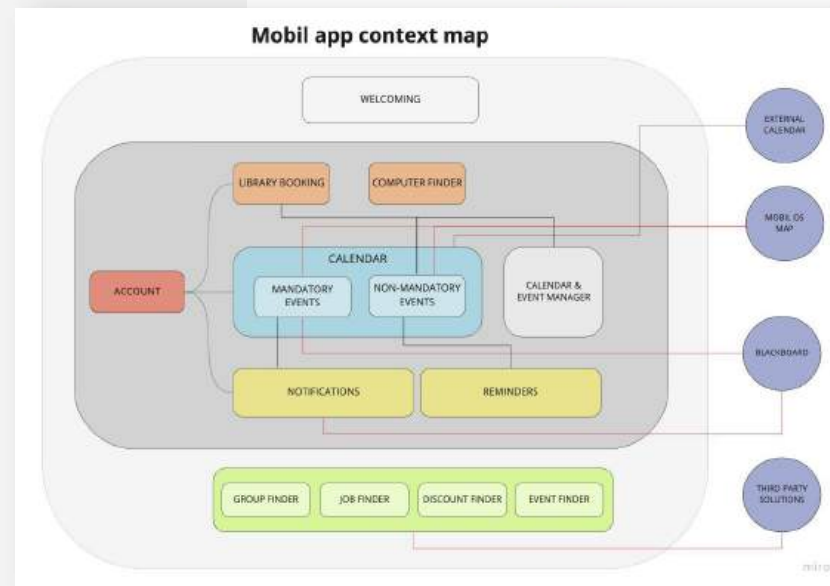 Mobil app context map
WELCOMING
EXTERNAL
CALENDAR
LIBRARY BOOKING
COMPUTER FINDER
MOBIL OS
MAP
CALENDAR
ACCOUNT
MANDATORY
EVENTS
NON-MANDATORY
EVENTS
CALENDAR &
EVENT MANAGER
BLACKBOARD
NOTIFICATIONS
REMINDERS
GROUP FINDER
JOB FINDER
DISCOUNT FINDER
EVENT FINDER
THIRD PARTY
SOLUTIONS
miro